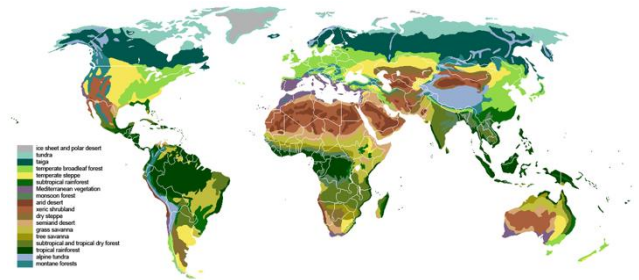 ice sheet and polar desert
tundra
taiga
temperate broadleaf forest
temperate steppe
subtropical rainforest
Mediterranean vegetation
monsoon forest
arid desert
xeric shrubland
dry steppe
semiarid desert
grass savanna
tree savanna
subtropical and tropical dry forest
tropical rainforest
alpine tundra
montane forests